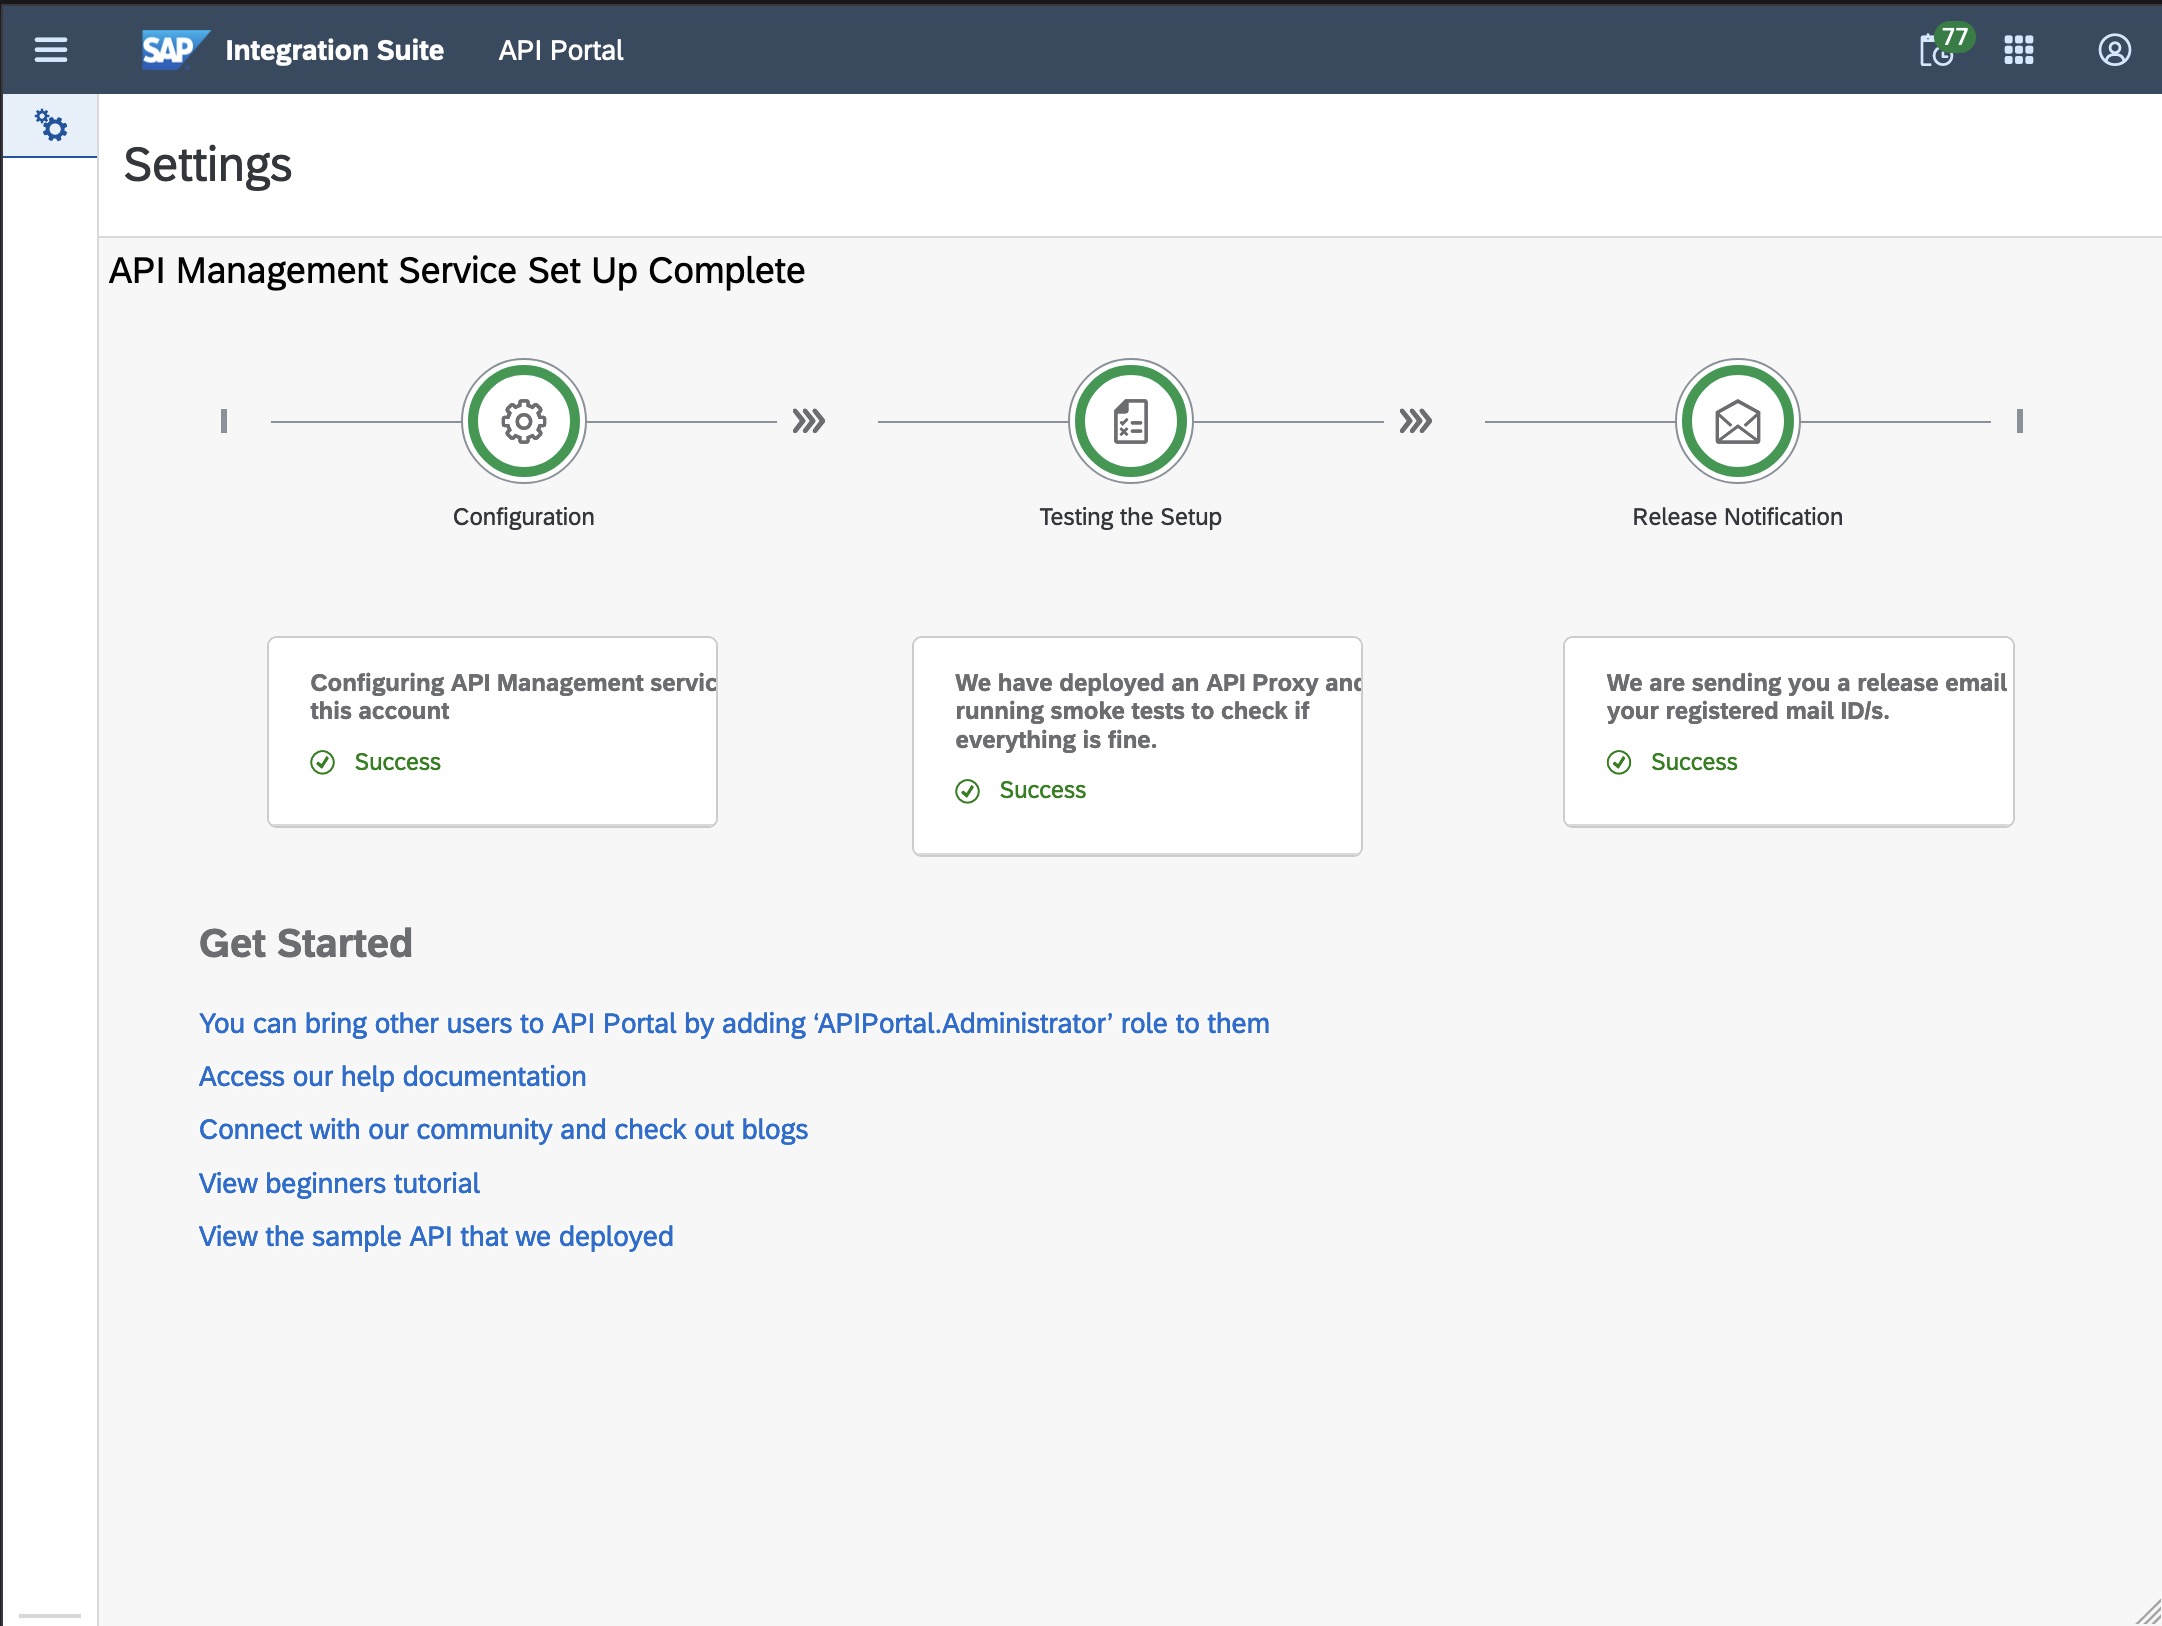 SAP Integration Suite API Portal 77
Settings
API Management Service Set Up Complete
Configuration
Testing the Setup
Release Notification
Configuring API Management servic
this account
Success
We have deployed an API Proxy and
running smoke tests to check if
everything is fine.
Success
We are sending you a release email
your registered mail ID/s.
Success
Get Started
You can bring other users to API Portal by adding ‘APIPortal.Administrator’ role to them
Access our help documentation
Connect with our community and check out blogs
View beginners tutorial
View the sample API that we deployed